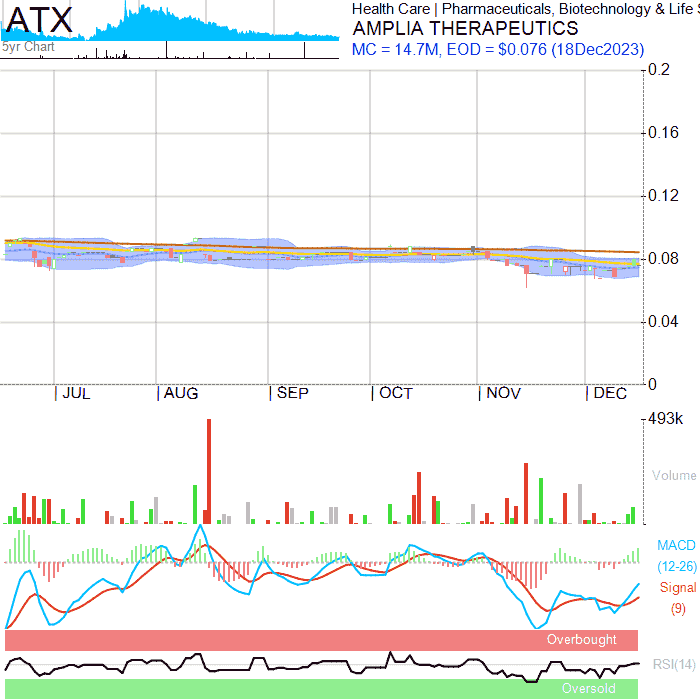 ATX
5yr Chart
Health Care | Pharmaceuticals, Biotechnology & Life S
AMPLIA THERAPEUTICS
MC = 14.7M, EOD = $0.076 (18Dec2023)
0.2
0.16
0.12
0.08
0.04
0
| JUL | AUG | SEP | OCT | NOV | DEC
493k
Volume
MACD
(12-26)
Signal
(9)
Overbought
RSI(14)
Oversold